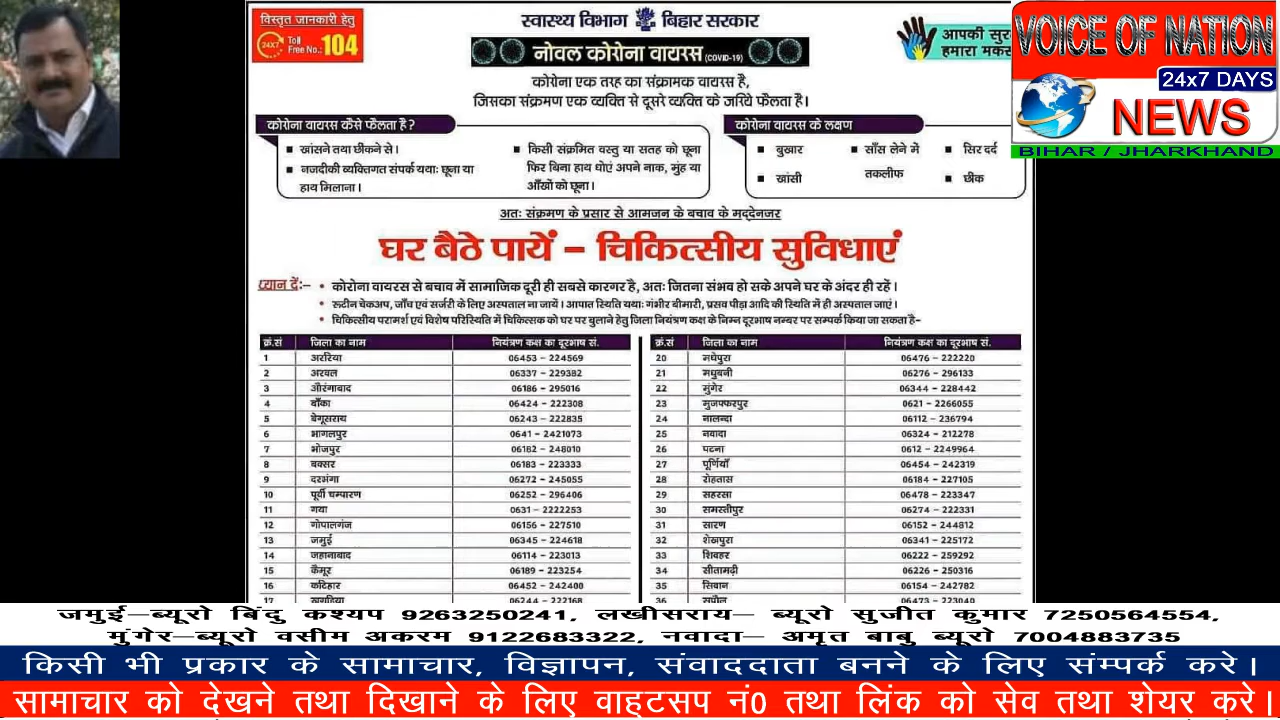 विस्तृत जानकारी हेतु
24X7 Toll
Free No.: 104
स्वास्थ्य विभाग बिहार सरकार
नोवल कोरोना वायरस (COVID-19)
आपकी सुर
हमारा मकस
VOICE OF NATION
24x7 DAYS
NEWS
BIHAR / JHARKHAND
कोरोना एक तरह का संक्रामक वायरस है,
जिसका संक्रमण एक व्यक्ति से दूसरे व्यक्ति के जरिये फैलता है।
कोरोना वायरस कैसे फैलता है?
■ खांसने तथा छीकने से।
■ नजदीकी व्यक्तिगत संपर्क यथाः छूना या
हाथ मिलाना।
■ किसी संक्रमित वस्तु या सतह को छूना
फिर बिना हाथ धोएं अपने नाक, मुंह या
आँखों को छूना।
कोरोना वायरस के लक्षण
■ बुखार ■ साँस लेने में ■ सिर दर्द
■ खांसी तकलीफ ■ छींक
अतः संक्रमण के प्रसार से आमजन के बचाव के मद्देनजर
घर बैठे पायें – चिकित्सीय सुविधाएं
ध्यान दें:- • कोरोना वायरस से बचाव में सामाजिक दूरी ही सबसे कारगर है, अतः जितना संभव हो सके अपने घर के अंदर ही रहें।
• रूटीन चेकअप, जाँच एवं सर्जरी के लिए अस्पताल ना जायें। आपात स्थिति यथाः गंभीर बीमारी, प्रसव पीड़ा आदि की स्थिति में ही अस्पताल जाएं।
• चिकित्सीय परामर्श एवं विशेष परिस्थिति में चिकित्सक को घर पर बुलाने हेतु जिला नियंत्रण कक्ष के निम्न दूरभाष नम्बर पर सम्पर्क किया जा सकता है-
क्रं.सं जिला का नाम नियंत्रण कक्ष का दूरभाष सं.
1 अररिया 06453 - 224569
2 अरवल 06337 - 229382
3 औरंगाबाद 06186 - 295016
4 बाँका 06424 - 222308
5 बेगूसराय 06243 - 222835
6 भागलपुर 0641 - 2421073
7 भोजपुर 06182 - 248010
8 बक्सर 06183 - 223333
9 दरभंगा 06272 - 245055
10 पूर्वी चम्पारण 06252 - 296406
11 गया 0631 - 2222253
12 गोपालगंज 06156 - 227510
13 जमुई 06345 - 224618
14 जहानाबाद 06114 - 223013
15 कैमूर 06189 - 223254
16 कटिहार 06452 - 242400
17 खगड़िया 06244 - 222168
क्रं.सं जिला का नाम नियंत्रण कक्ष का दूरभाष सं.
20 मधेपुरा 06476 - 222220
21 मधुबनी 06276 - 296133
22 मुंगेर 06344 - 228442
23 मुजफ्फरपुर 0621 - 2266055
24 नालन्दा 06112 - 236794
25 नवादा 06324 - 212278
26 पटना 0612 - 2249964
27 पूर्णियाँ 06454 - 242319
28 रोहतास 06184 - 227105
29 सहरसा 06478 - 223347
30 समस्तीपुर 06274 - 222331
31 सारण 06152 - 244812
32 शेखपुरा 06341 - 225172
33 शिवहर 06222 - 259292
34 सीतामढ़ी 06226 - 250316
35 सिवान 06154 - 242782
36 सुपौल 06473 - 223040
जमुई–ब्यूरो बिंदु कश्यप 9263250241, लखीसराय– ब्यूरो सुजीत कुमार 7250564554,
मुंगेर–ब्यूरो वसीम अकरम 9122683322, नवादा– अमृत बाबु ब्यूरो 7004883735
किसी भी प्रकार के सामाचार, विज्ञापन, संवाददाता बनने के लिए संम्पर्क करे।
सामाचार को देखने तथा दिखाने के लिए वाह्टसप नं0 तथा लिंक को सेव तथा शेयर करे।